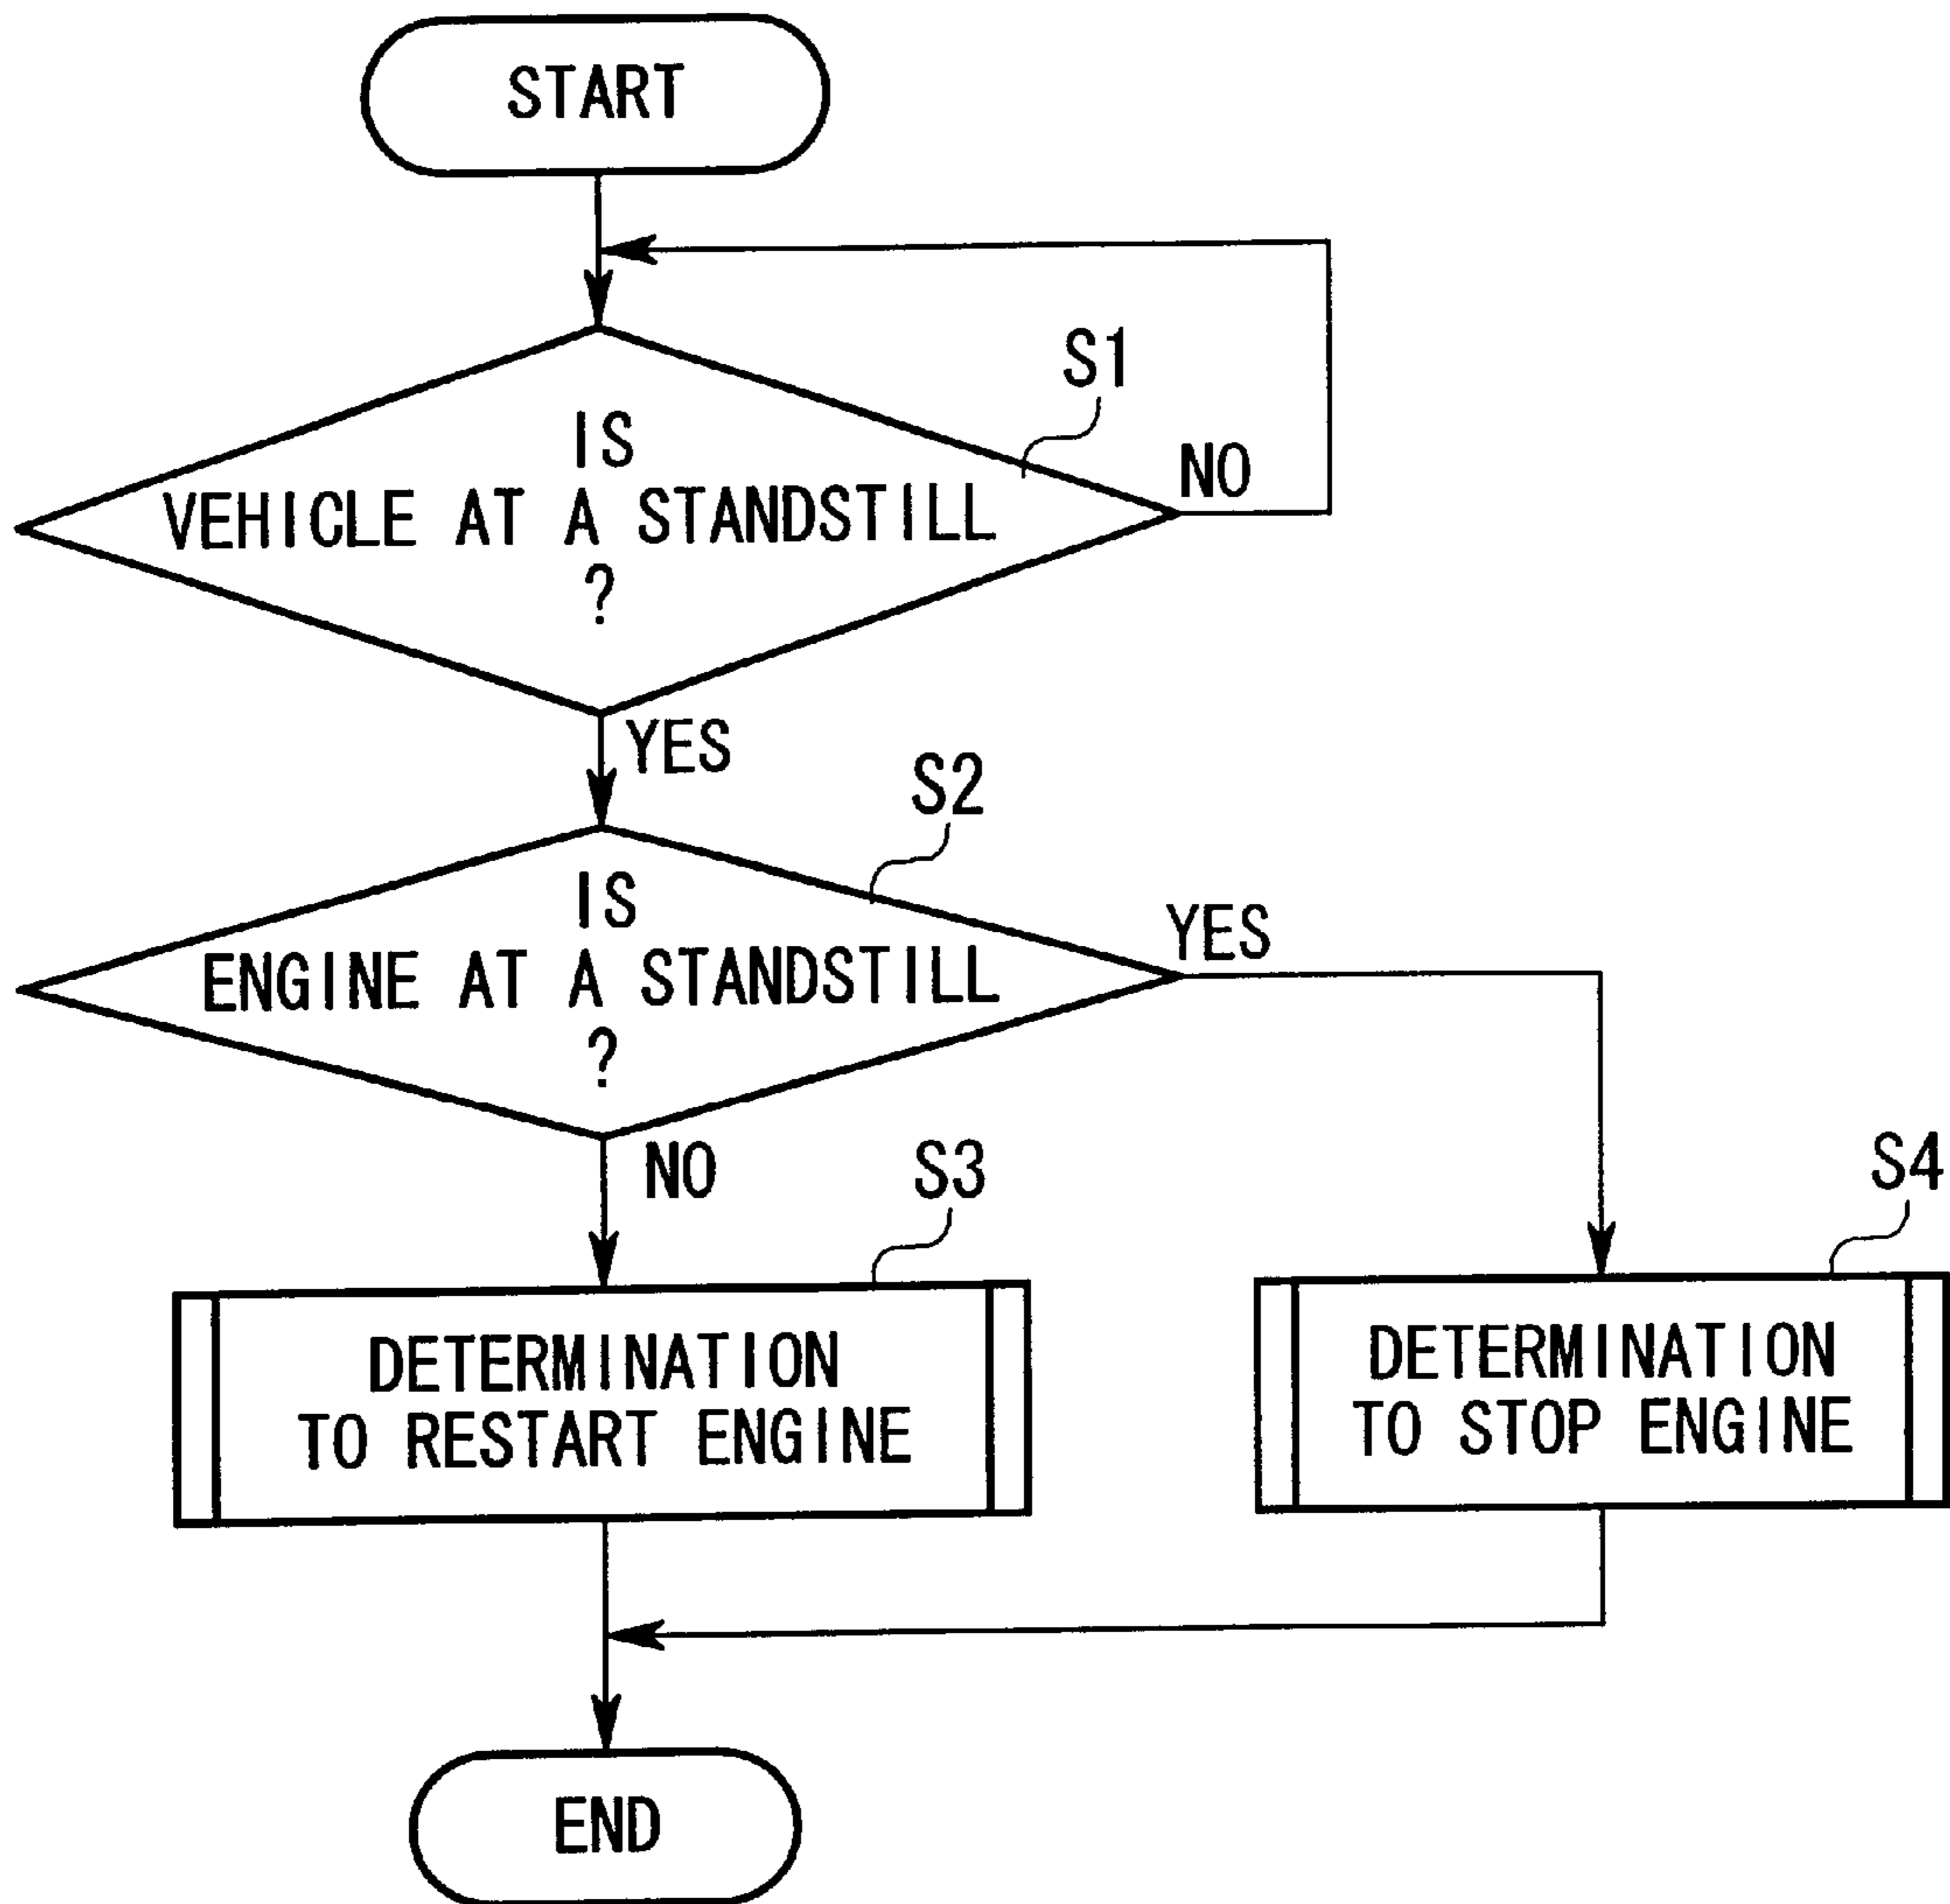 START
S1
IS
VEHICLE AT A STANDSTILL
?
NO
YES
S2
IS
ENGINE AT A STANDSTILL
?
YES
NO
S3
S4
DETERMINATION
TO RESTART ENGINE
DETERMINATION
TO STOP ENGINE
END